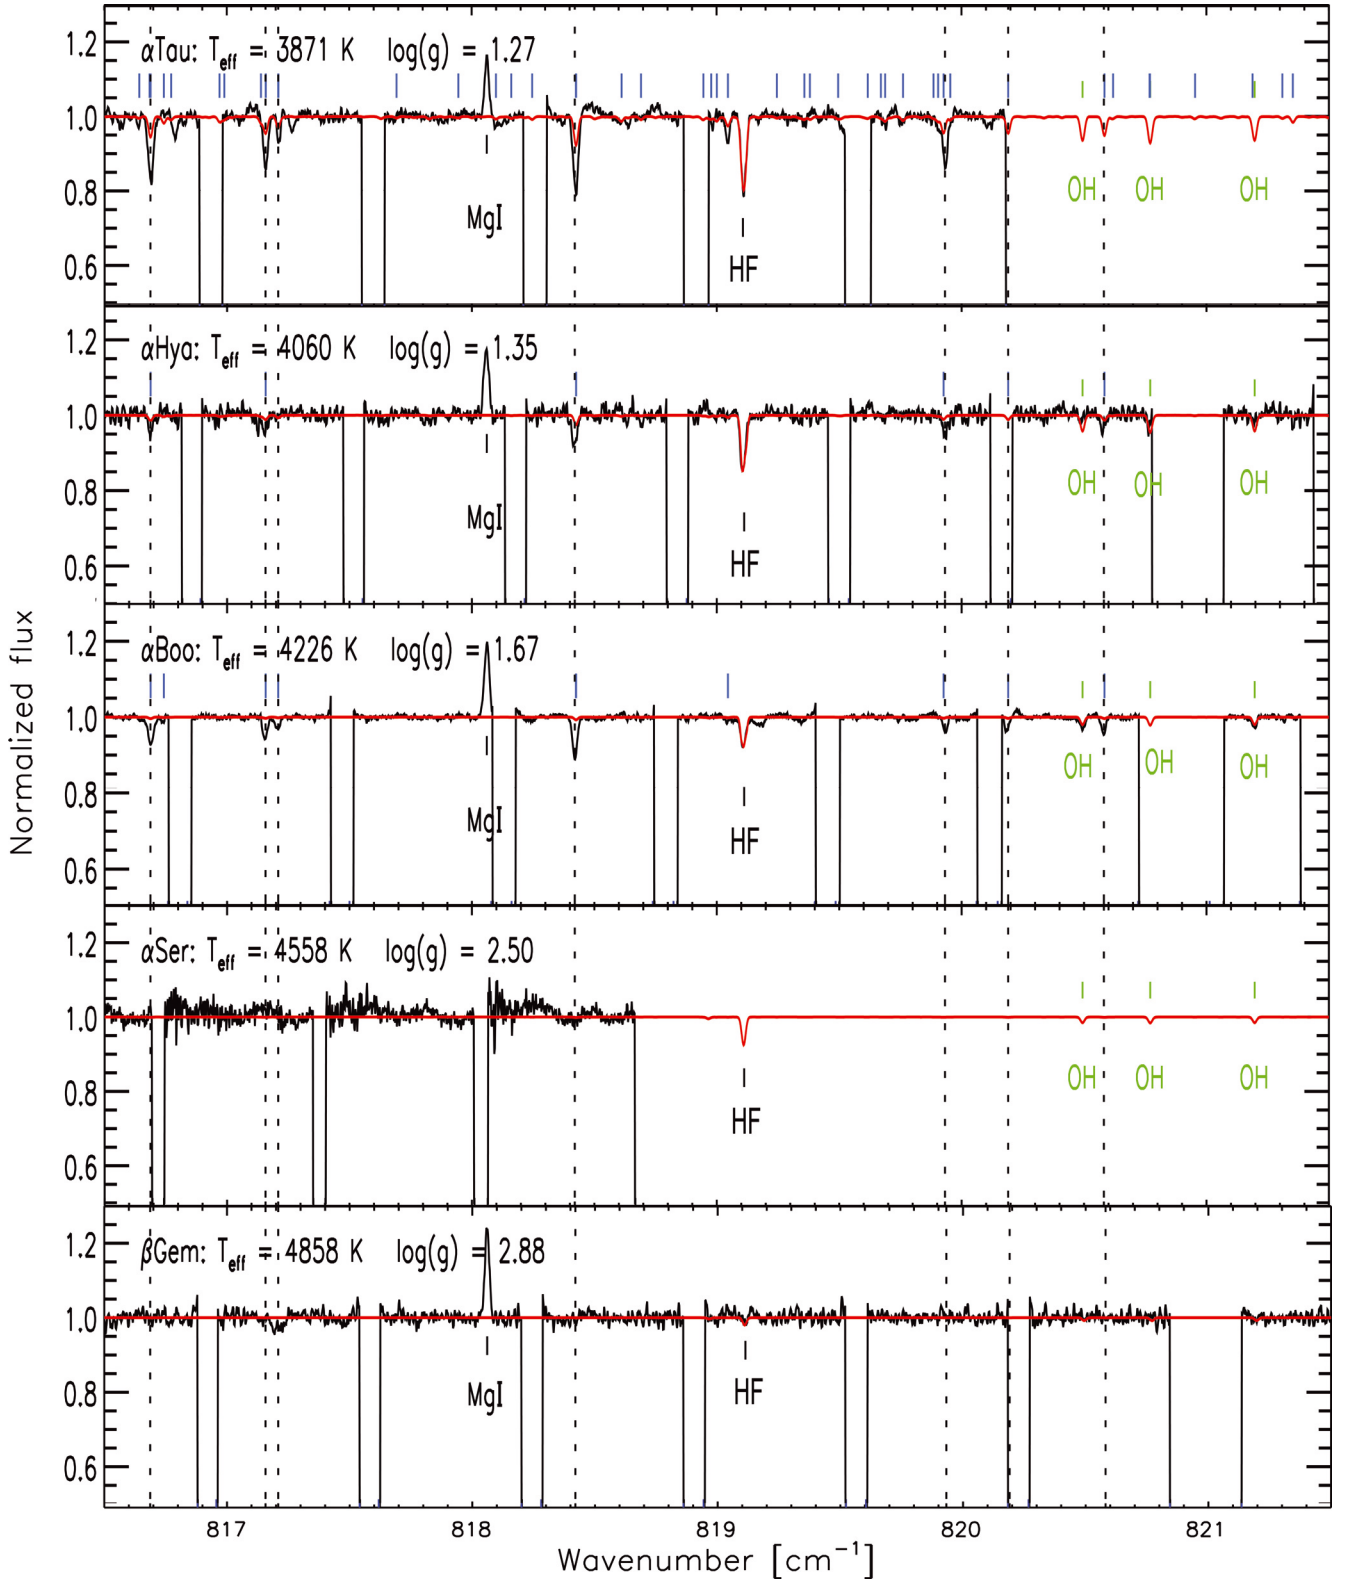 Normalized flux
αTau: Teff = 3871 K log(g) = 1.27
1.2
1.0
0.8
0.6
MgI
HF
OH OH OH
αHya: Teff = 4060 K log(g) = 1.35
1.2
1.0
0.8
0.6
MgI
HF
OH OH OH
αBoo: Teff = 4226 K log(g) = 1.67
1.2
1.0
0.8
0.6
MgI
HF
OH OH OH
αSer: Teff = 4558 K log(g) = 2.50
1.2
1.0
0.8
0.6
HF
OH OH OH
βGem: Teff = 4858 K log(g) = 2.88
1.2
1.0
0.8
0.6
MgI
HF
817 818 819 820 821
Wavenumber [cm⁻¹]